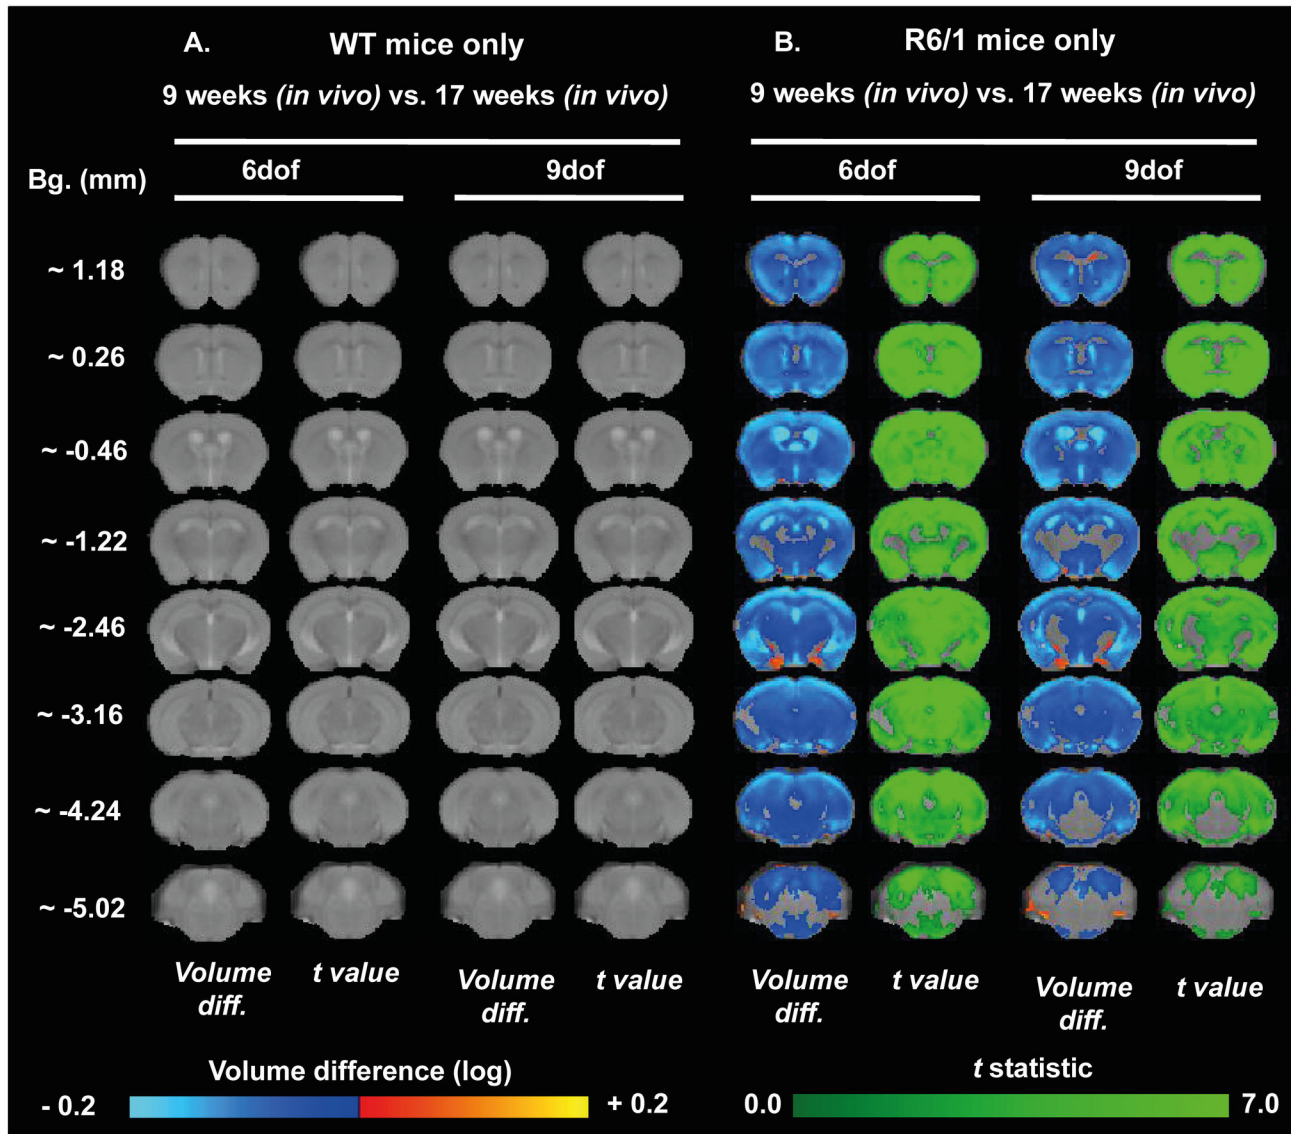 A. WT mice only
9 weeks (in vivo) vs. 17 weeks (in vivo)
6dof 9dof
B. R6/1 mice only
9 weeks (in vivo) vs. 17 weeks (in vivo)
6dof 9dof
Bg. (mm)
~ 1.18
~ 0.26
~ -0.46
~ -1.22
~ -2.46
~ -3.16
~ -4.24
~ -5.02
Volume
diff.
t value
Volume
diff.
t value
Volume
diff.
t value
Volume
diff.
t value
Volume difference (log)
- 0.2 + 0.2
t statistic
0.0 7.0